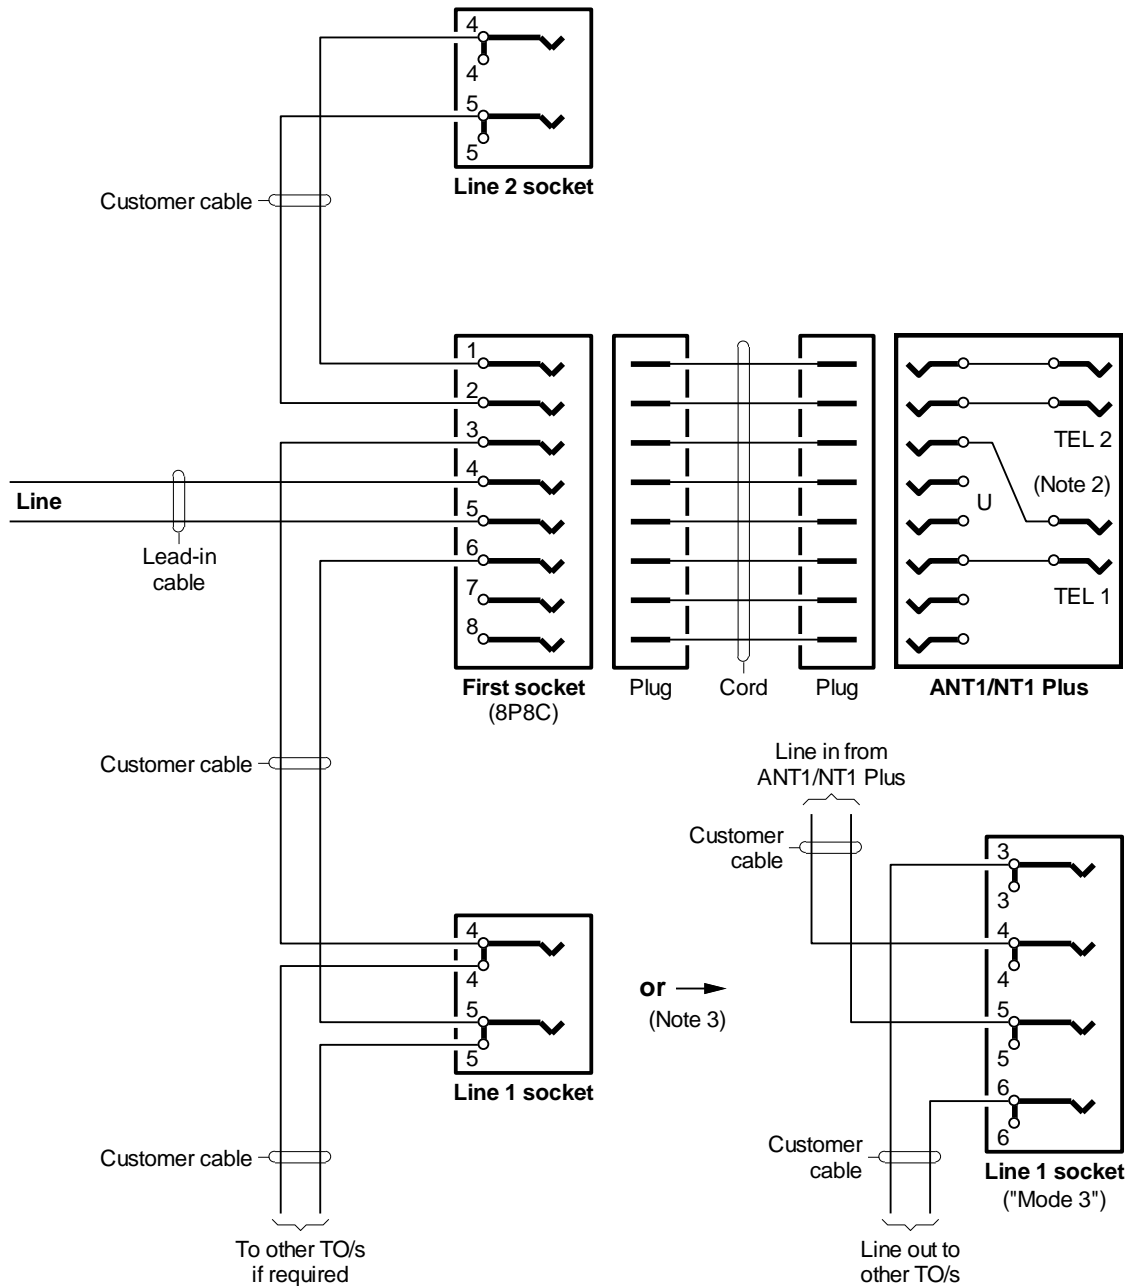 4
4
5
5
Line 2 socket
Customer cable
1
2
3
4
5
6
7
8
Line
Lead-in
cable
First socket
(8P8C)
Plug
Cord
Plug
TEL 2
(Note 2)
U
TEL 1
ANT1/NT1 Plus
Customer cable
4
4
5
5
Line 1 socket
Customer cable
To other TO/s
if required
or
(Note 3)
Line in from
ANT1/NT1 Plus
Customer
cable
3
3
4
4
5
5
6
6
Customer
cable
Line 1 socket
("Mode 3")
Line out to
other TO/s